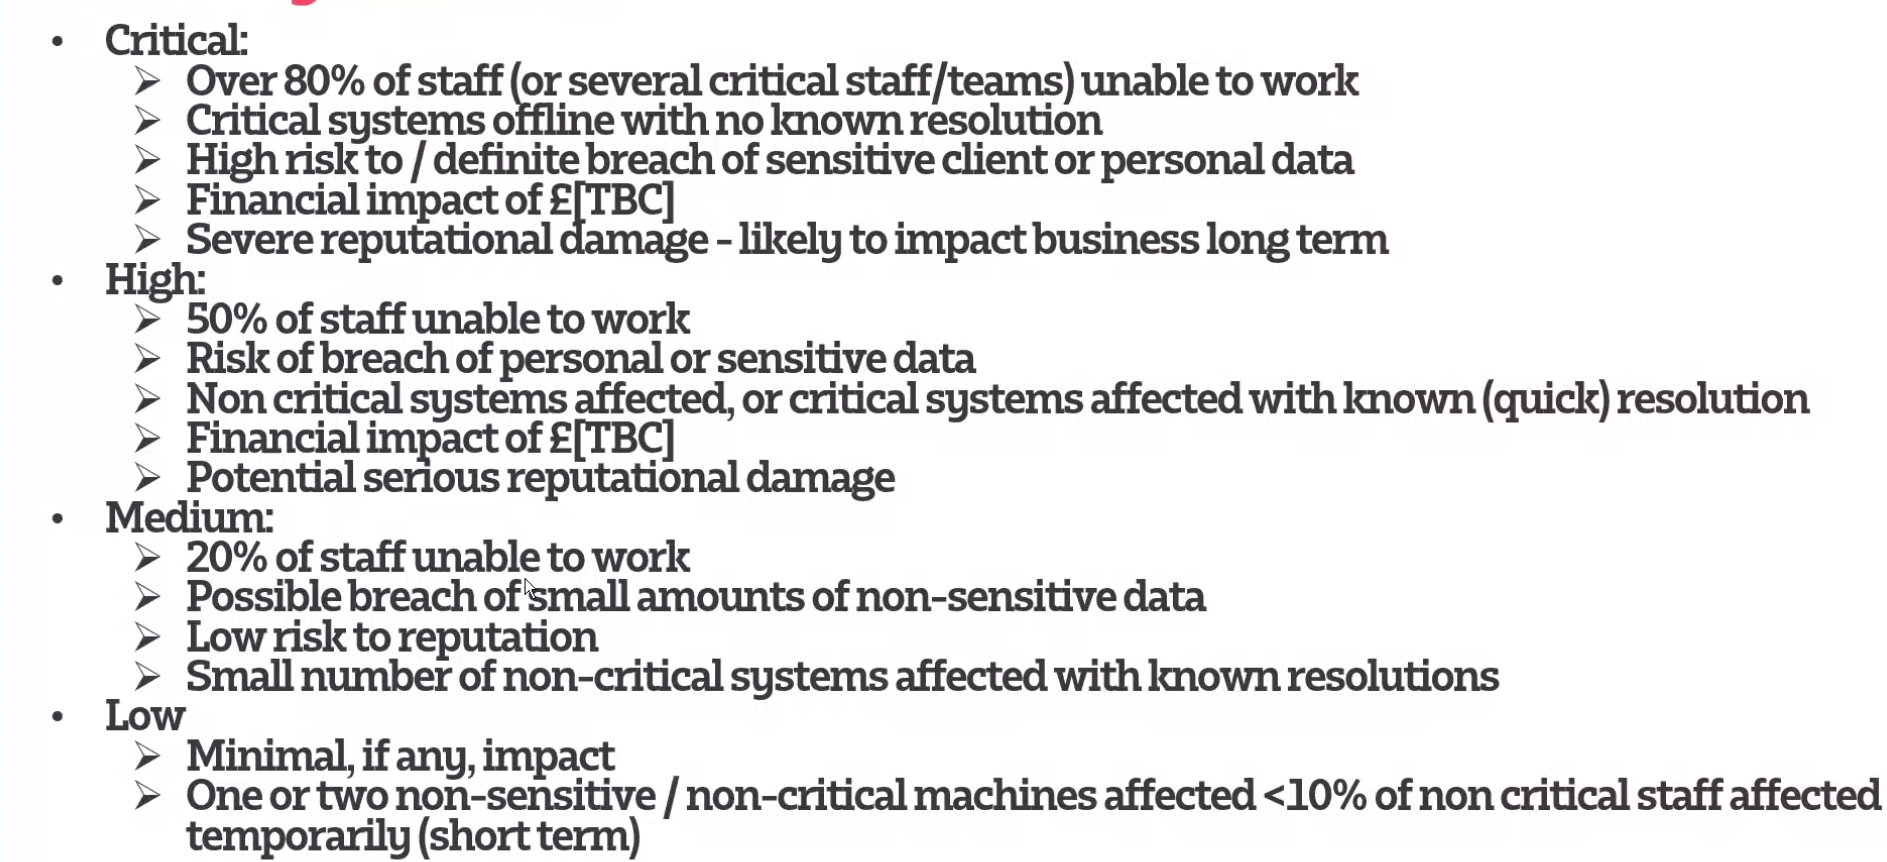 • Critical:
➢ Over 80% of staff (or several critical staff/teams) unable to work
➢ Critical systems offline with no known resolution
➢ High risk to / definite breach of sensitive client or personal data
➢ Financial impact of £[TBC]
➢ Severe reputational damage - likely to impact business long term
• High:
➢ 50% of staff unable to work
➢ Risk of breach of personal or sensitive data
➢ Non critical systems affected, or critical systems affected with known (quick) resolution
➢ Financial impact of £[TBC]
➢ Potential serious reputational damage
• Medium:
➢ 20% of staff unable to work
➢ Possible breach of small amounts of non-sensitive data
➢ Low risk to reputation
➢ Small number of non-critical systems affected with known resolutions
• Low
➢ Minimal, if any, impact
➢ One or two non-sensitive / non-critical machines affected <10% of non critical staff affected
temporarily (short term)